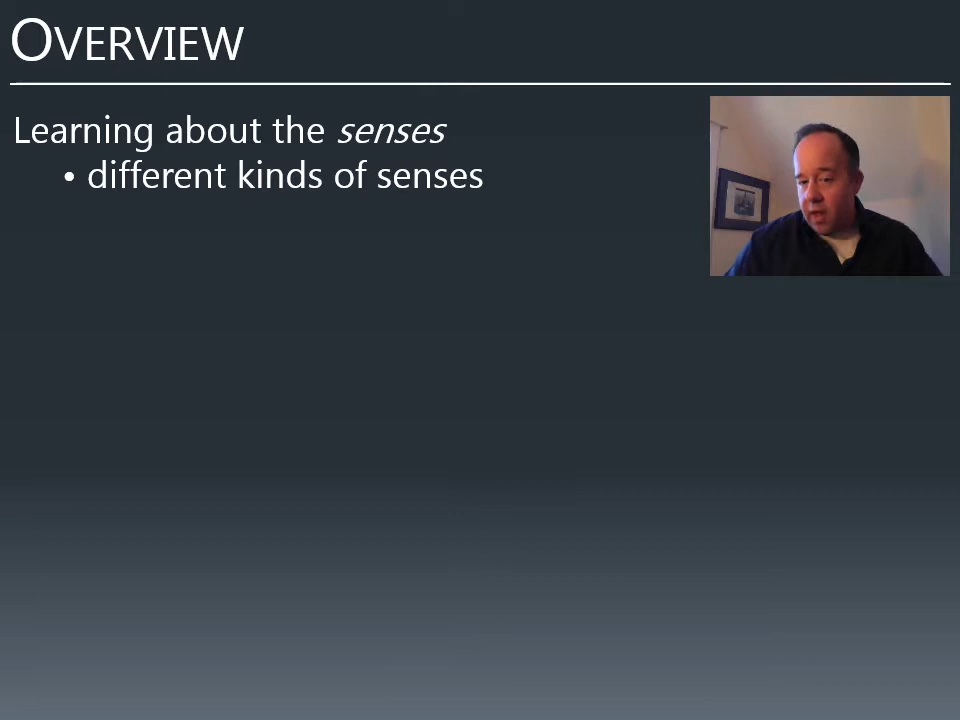 OVERVIEW
Learning about the senses
• different kinds of senses